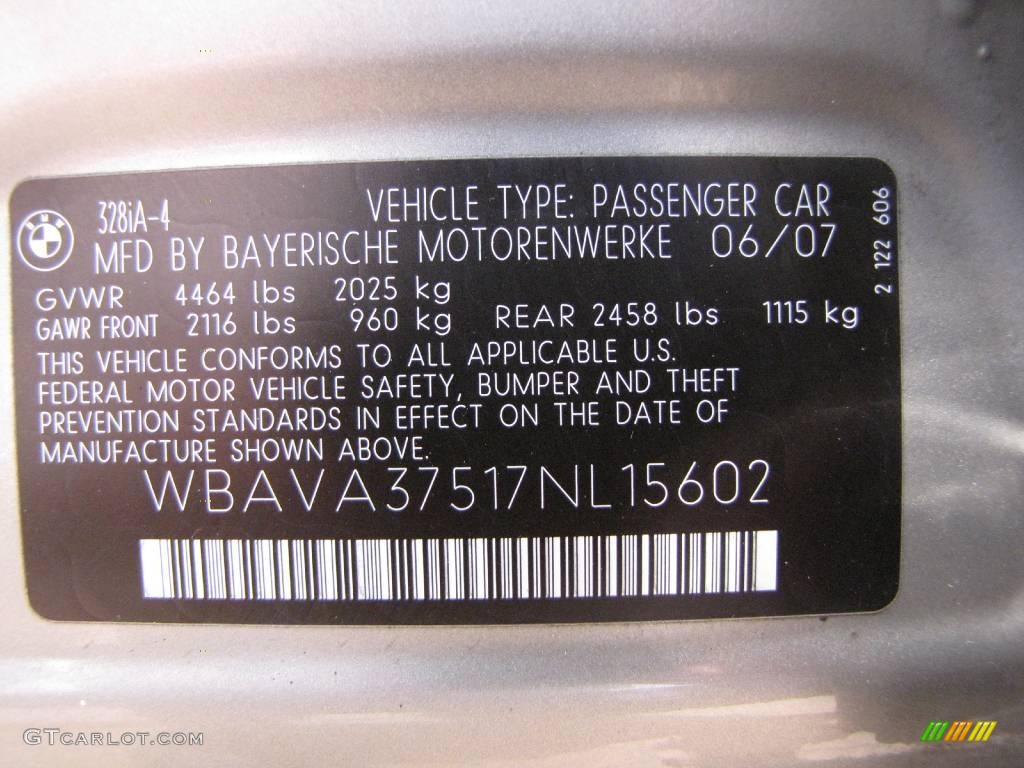 328iA-4
VEHICLE TYPE: PASSENGER CAR
MFD BY BAYERISCHE MOTORENWERKE 06/07
GVWR 4464 lbs 2025 kg
GAWR FRONT 2116 lbs 960 kg REAR 2458 lbs 1115 kg
THIS VEHICLE CONFORMS TO ALL APPLICABLE U.S.
FEDERAL MOTOR VEHICLE SAFETY, BUMPER AND THEFT
PREVENTION STANDARDS IN EFFECT ON THE DATE OF
MANUFACTURE SHOWN ABOVE.
WBAVA37517NL15602
2 122 606
GTCARLOT.COM